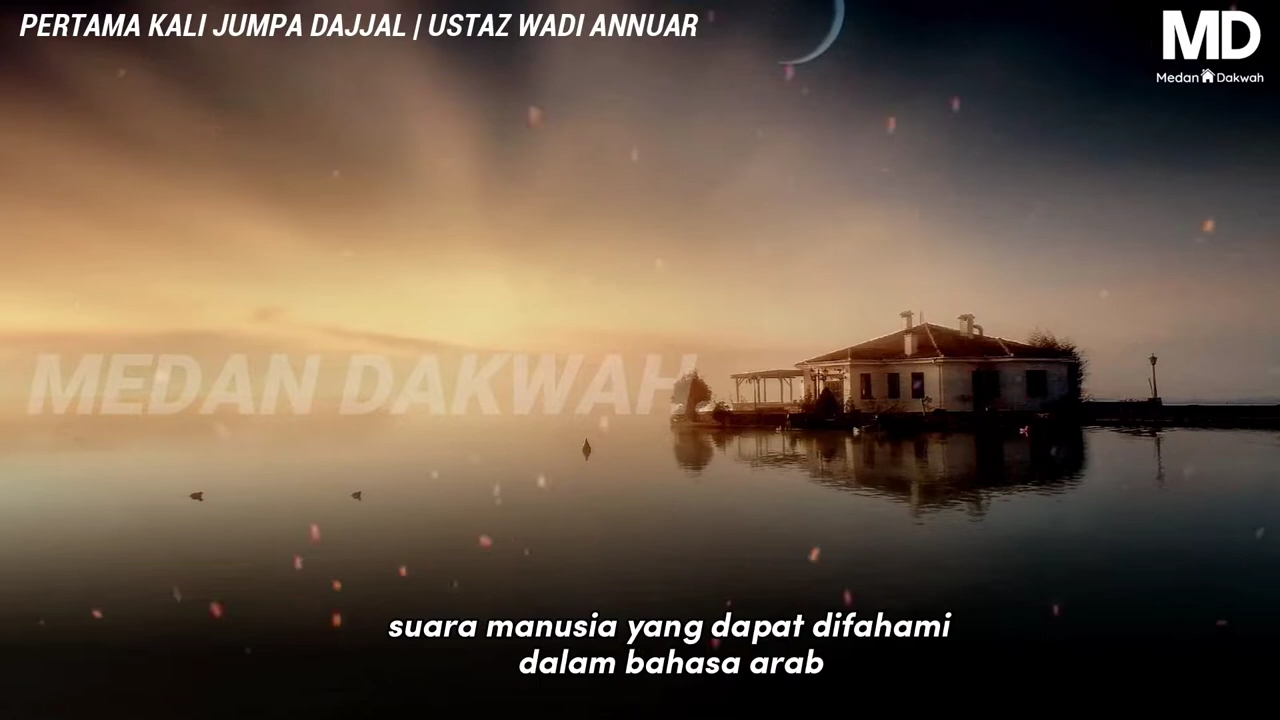 PERTAMA KALI JUMPA DAJJAL | USTAZ WADI ANNUAR
MD
Medan Dakwah
MEDAN DAKWAH
suara manusia yang dapat difahami
dalam bahasa arab